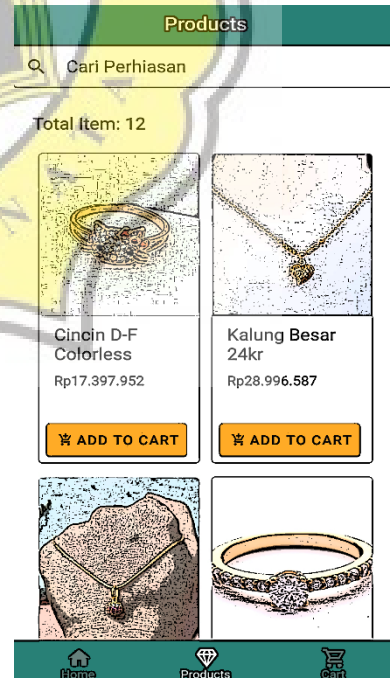 Products
Cari Perhiasan
Total Item: 12
Cincin D-F
Colorless
Rp17.397.952
ADD TO CART
Kalung Besar
24kr
Rp28.996.587
ADD TO CART
Home
Products
Cart